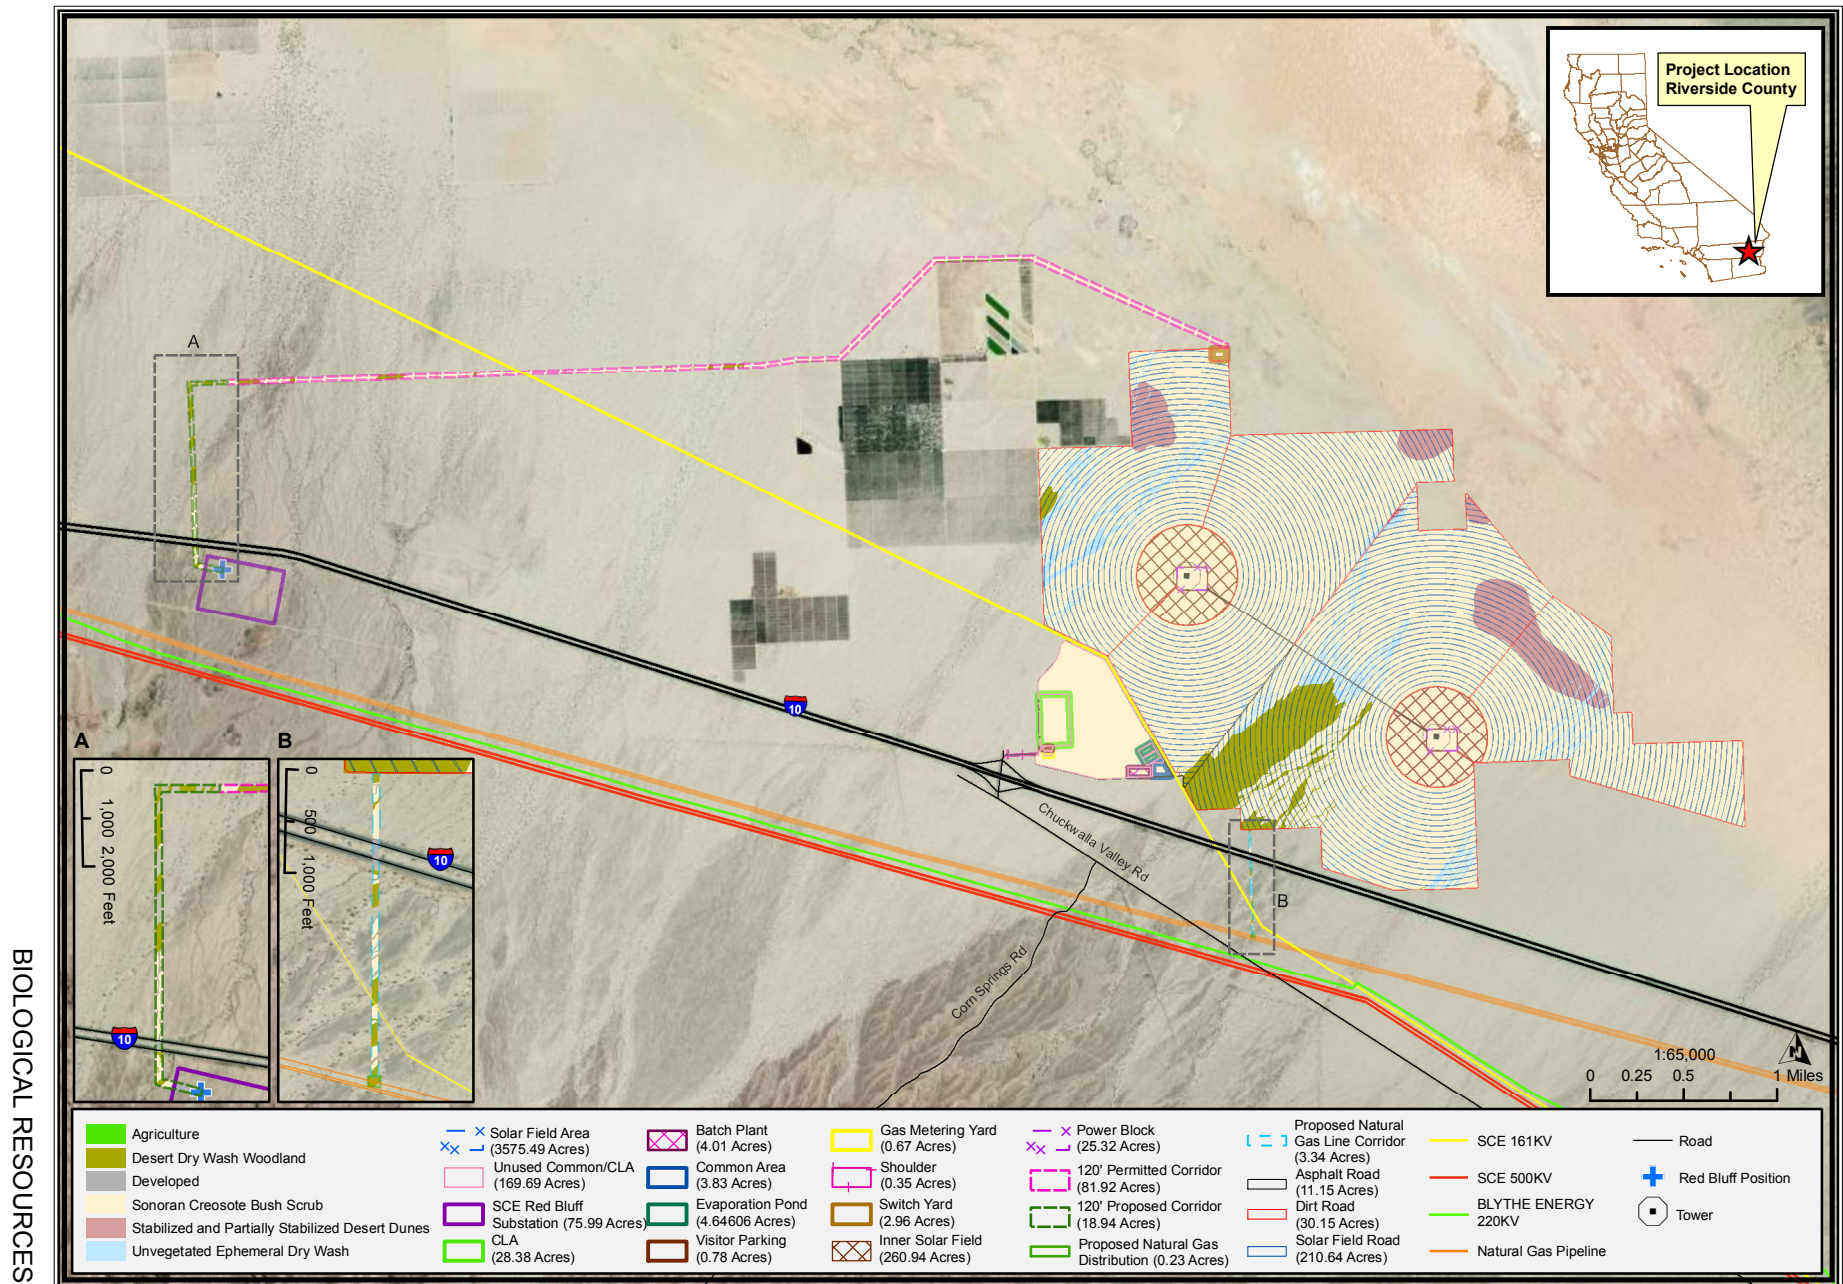 Project Location
Riverside County
A
10
Chuckwalla Valley Rd
B
Corn Springs Rd
A
0
1,000
2,000 Feet
10
B
0
500
1,000 Feet
10
N
1:65,000
0 0.25 0.5 1 Miles
BIOLOGICAL RESOURCES
Agriculture
Desert Dry Wash Woodland
Developed
Sonoran Creosote Bush Scrub
Stabilized and Partially Stabilized Desert Dunes
Unvegetated Ephemeral Dry Wash
Solar Field Area
(3575.49 Acres)
Unused Common/CLA
(169.69 Acres)
SCE Red Bluff
Substation (75.99 Acres)
CLA
(28.38 Acres)
Batch Plant
(4.01 Acres)
Common Area
(3.83 Acres)
Evaporation Pond
(4.64606 Acres)
Visitor Parking
(0.78 Acres)
Gas Metering Yard
(0.67 Acres)
Shoulder
(0.35 Acres)
Switch Yard
(2.96 Acres)
Inner Solar Field
(260.94 Acres)
Power Block
(25.32 Acres)
120' Permitted Corridor
(81.92 Acres)
120' Proposed Corridor
(18.94 Acres)
Proposed Natural Gas
Distribution (0.23 Acres)
Proposed Natural
Gas Line Corridor
(3.34 Acres)
Asphalt Road
(11.15 Acres)
Dirt Road
(30.15 Acres)
Solar Field Road
(210.64 Acres)
SCE 161KV
SCE 500KV
BLYTHE ENERGY
220KV
Natural Gas Pipeline
Road
Red Bluff Position
Tower